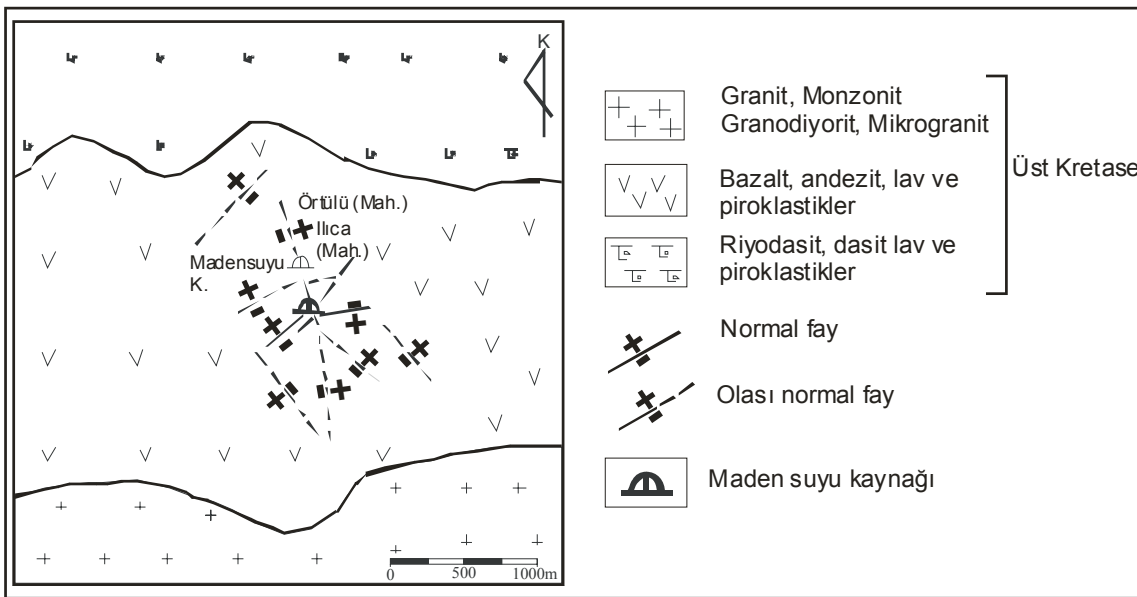 K
Örtülü (Mah.)
Ilıca
(Mah.)
Madensuyu
K.
0 500 1000m
Granit, Monzonit
Granodiyorit, Mikrogranit
Bazalt, andezit, lav ve
piroklastikler
Riyodasit, dasit lav ve
piroklastikler
Üst Kretase
Normal fay
Olası normal fay
Maden suyu kaynağı